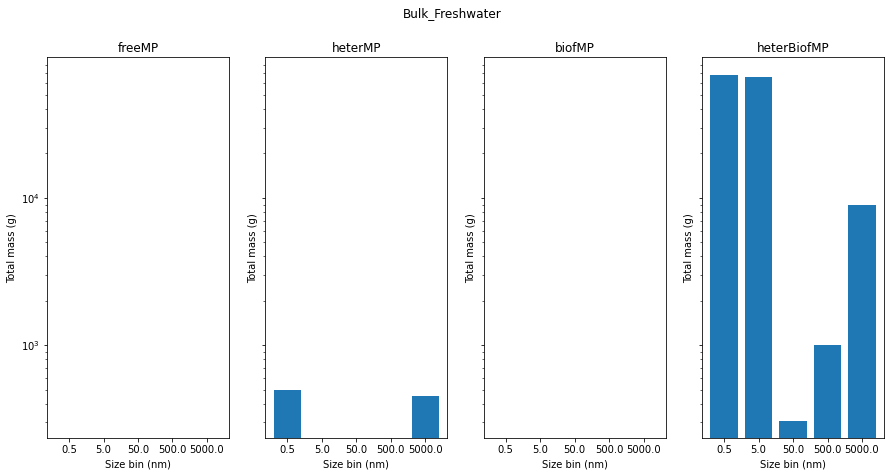 Bulk_Freshwater
freeMP
heterMP
biofMP
heterBiofMP
Total mass (g)
10^4
10^3
0.5 5.0 50.0 500.0 5000.0
Size bin (nm)
Total mass (g)
0.5 5.0 50.0 500.0 5000.0
Size bin (nm)
Total mass (g)
0.5 5.0 50.0 500.0 5000.0
Size bin (nm)
Total mass (g)
0.5 5.0 50.0 500.0 5000.0
Size bin (nm)